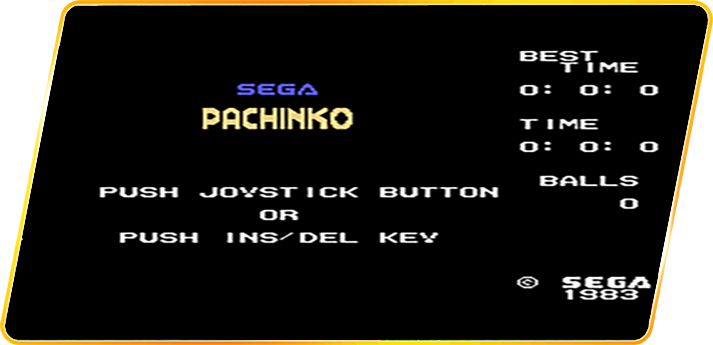 SEGA
PACHINKO
PUSH JOYSTICK BUTTON
OR
PUSH INS/DEL KEY
BEST
TIME
0: 0: 0
TIME
0: 0: 0
BALLS
0
© SEGA
1983